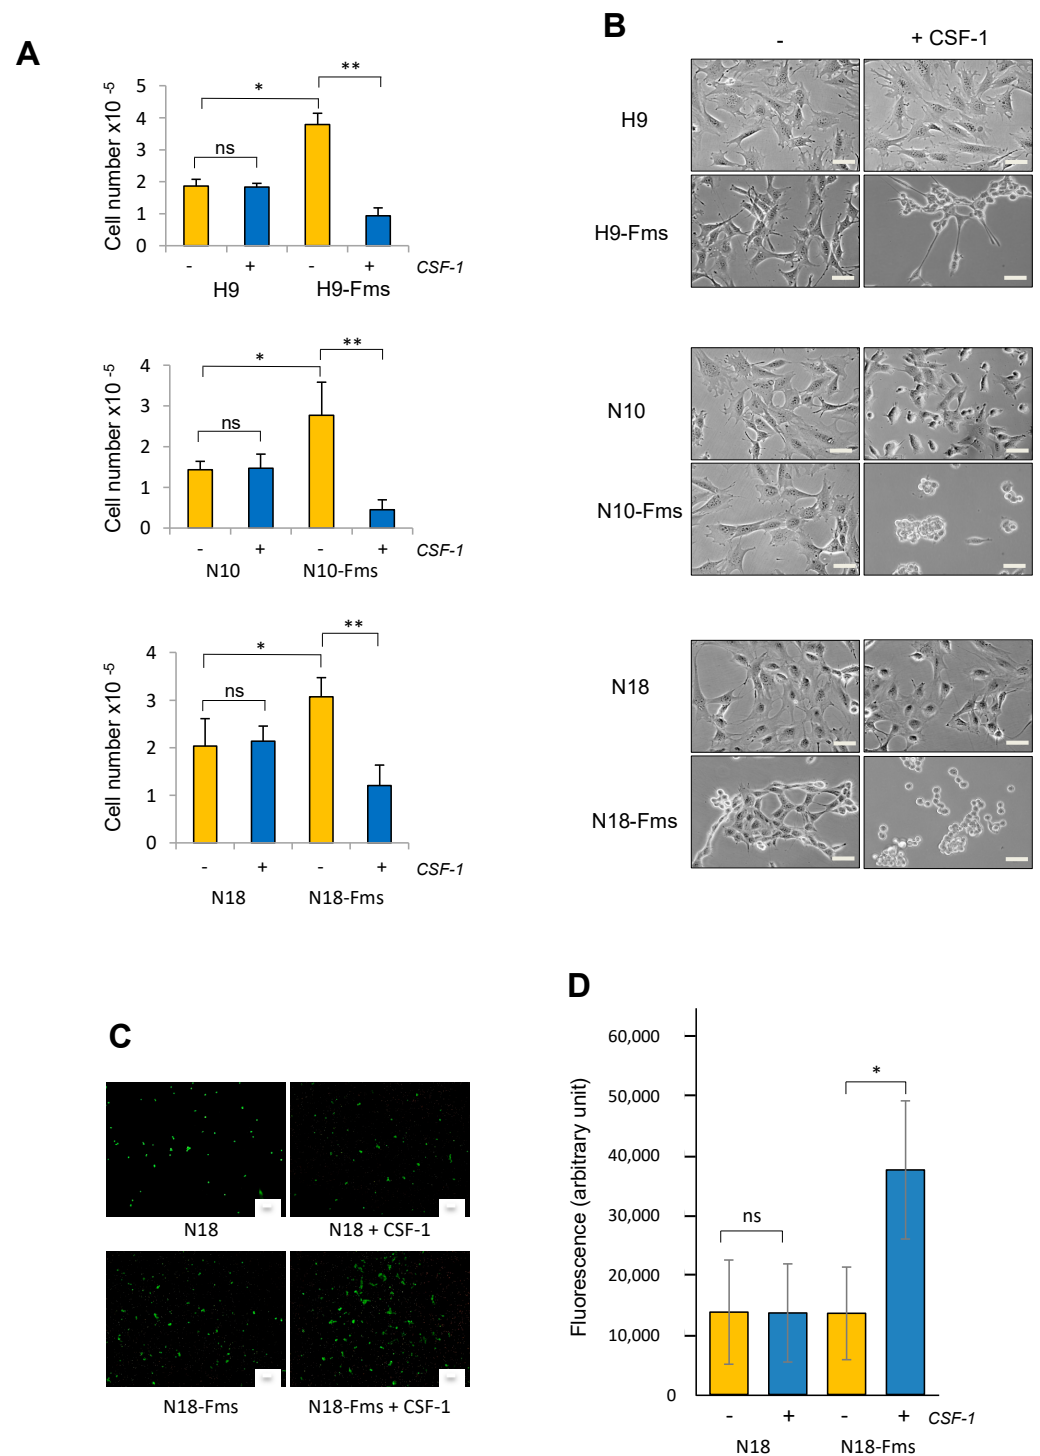 A
Cell number x10 -5
5
4
3
2
1
0
*
**
ns
- + - + CSF-1
H9 H9-Fms
Cell number x10 -5
4
3
2
1
0
*
**
ns
- + - + CSF-1
N10 N10-Fms
Cell number x10 -5
4
3
2
1
0
*
**
ns
- + - + CSF-1
N18 N18-Fms
B
- + CSF-1
H9
H9-Fms
N10
N10-Fms
N18
N18-Fms
C
N18 N18 + CSF-1
N18-Fms N18-Fms + CSF-1
D
Fluorescence (arbitrary unit)
60,000
50,000
40,000
30,000
20,000
10,000
0
ns
*
- + - + CSF-1
N18 N18-Fms